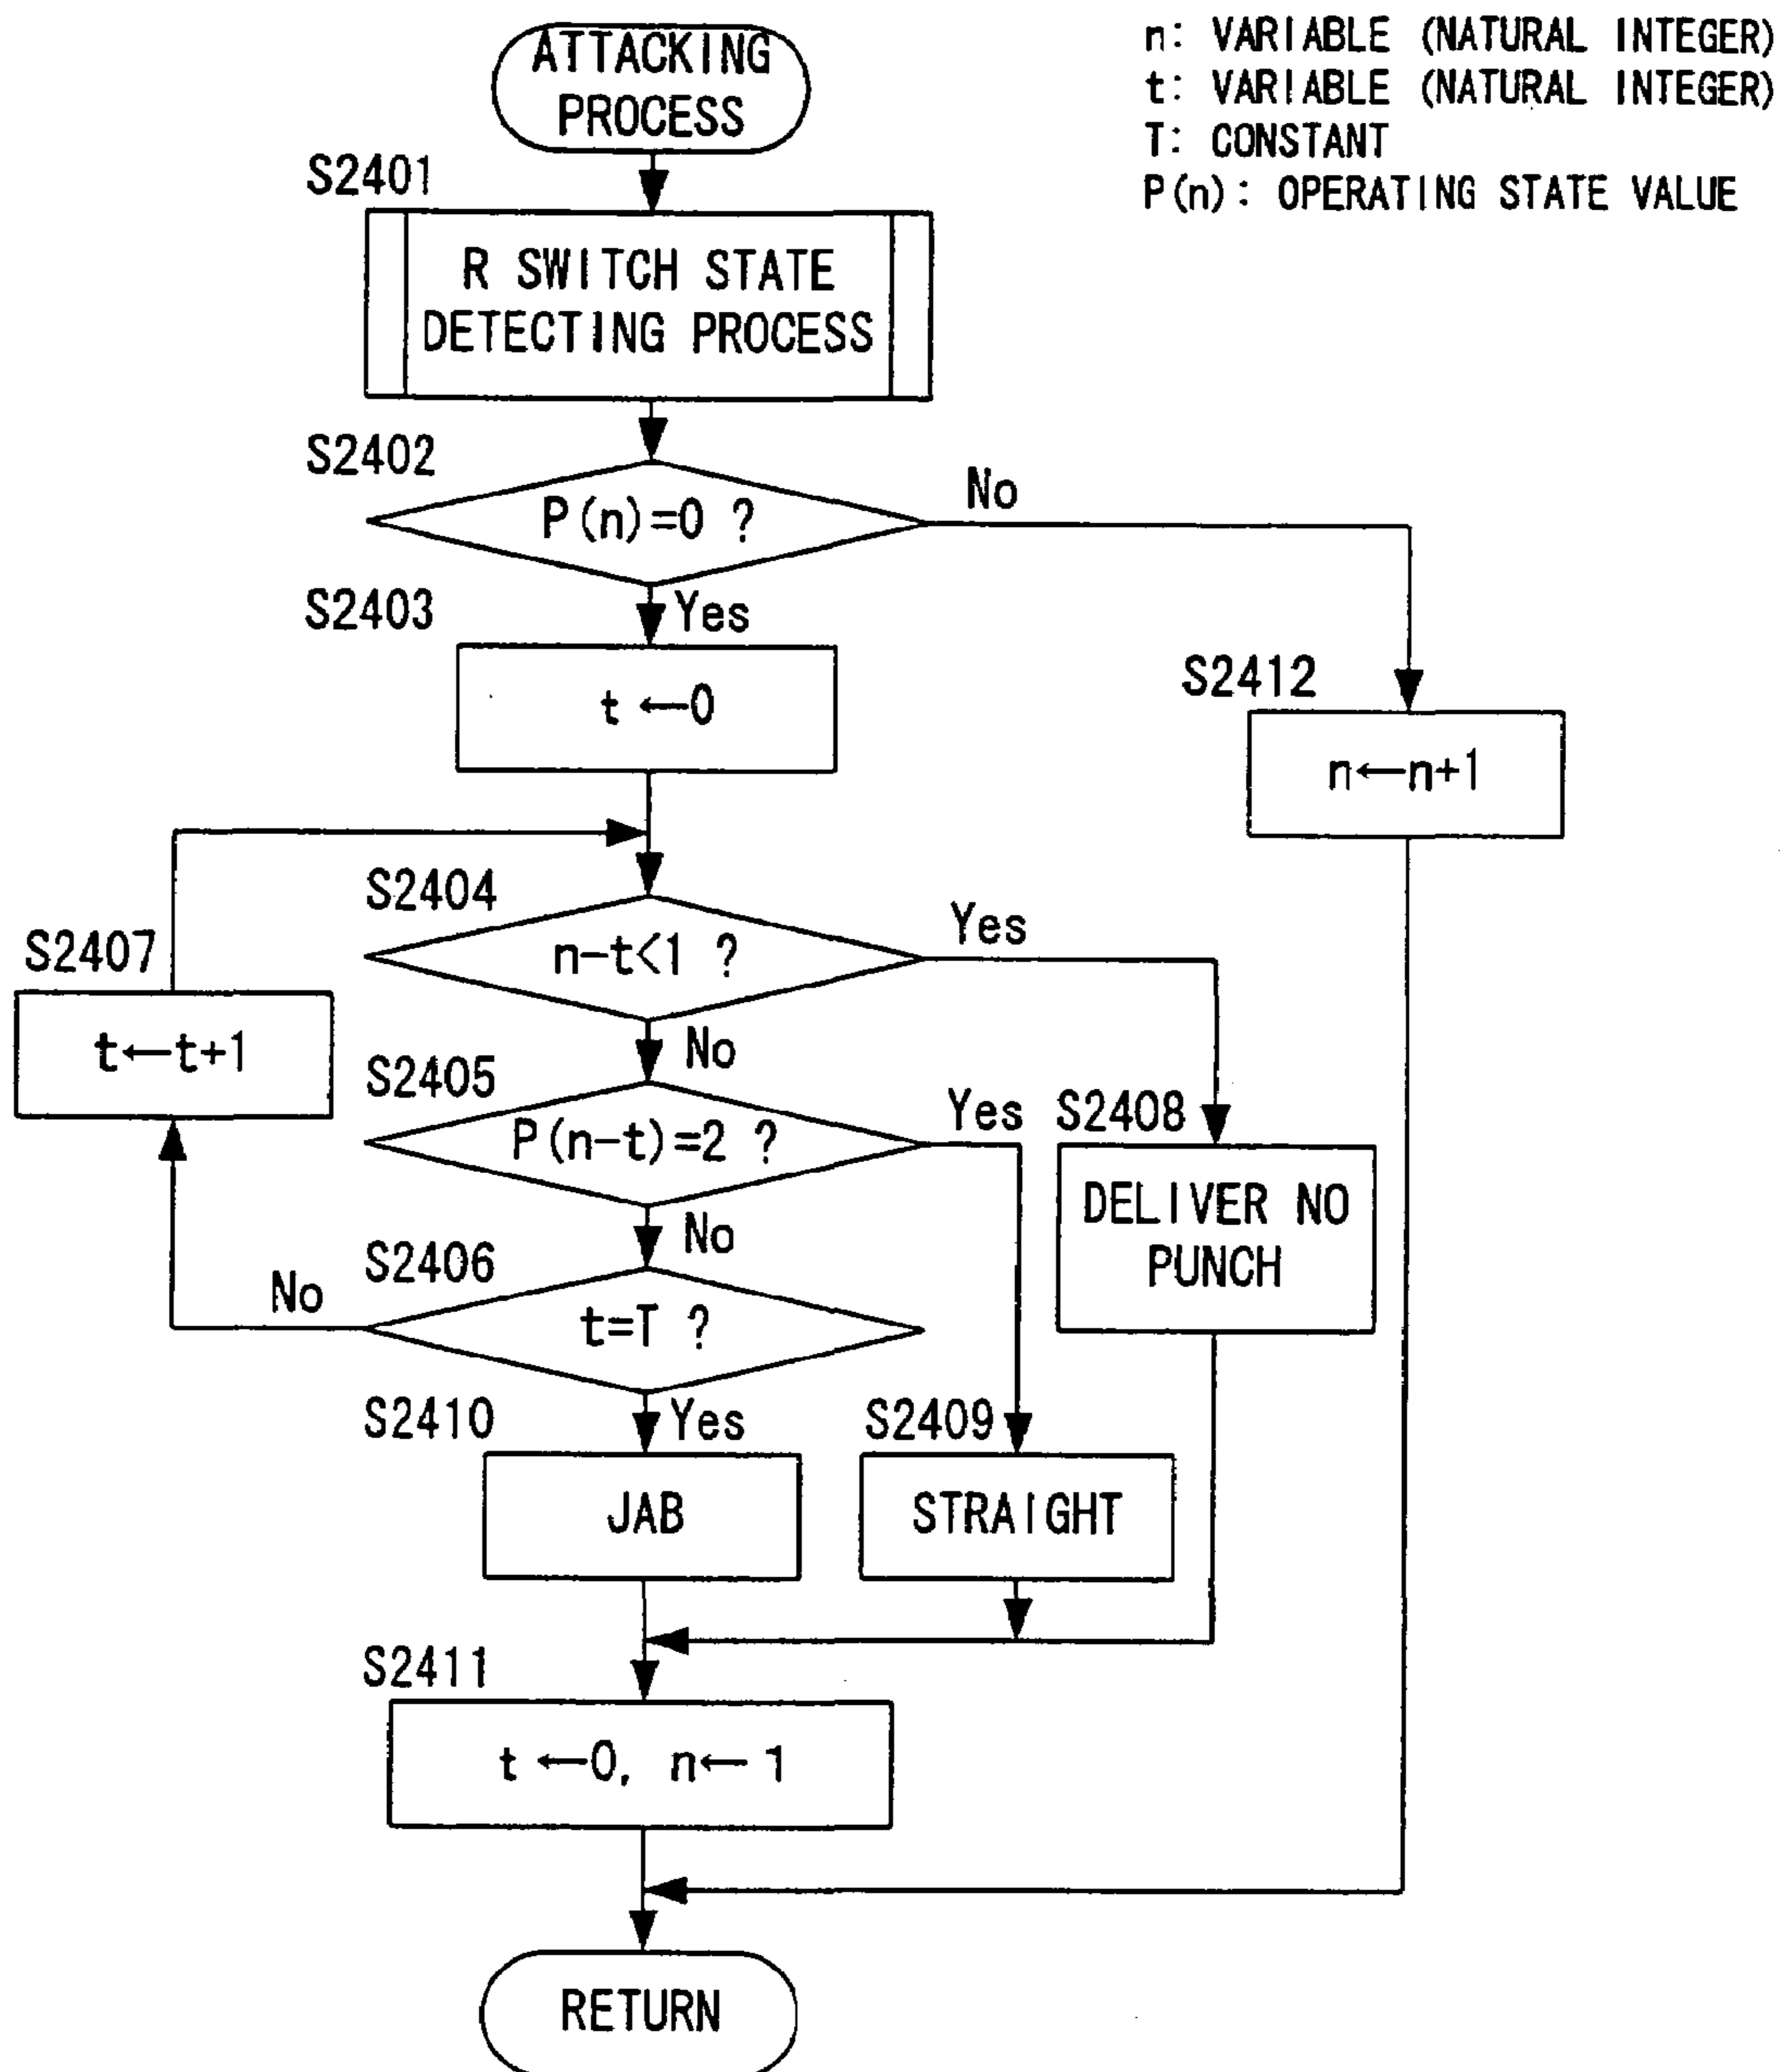 n: VARIABLE (NATURAL INTEGER)
t: VARIABLE (NATURAL INTEGER)
T: CONSTANT
P(n): OPERATING STATE VALUE
ATTACKING
PROCESS
S2401
R SWITCH STATE
DETECTING PROCESS
S2402
P(n)=0 ?
No
Yes
S2403
t ←0
S2412
n←n+1
S2404
n-t<1 ?
Yes
No
S2407
t←t+1
S2405
P(n-t)=2 ?
Yes
No
S2408
DELIVER NO
PUNCH
S2406
t=T ?
No
Yes
S2410
JAB
S2409
STRAIGHT
S2411
t ←0, n← 1
RETURN